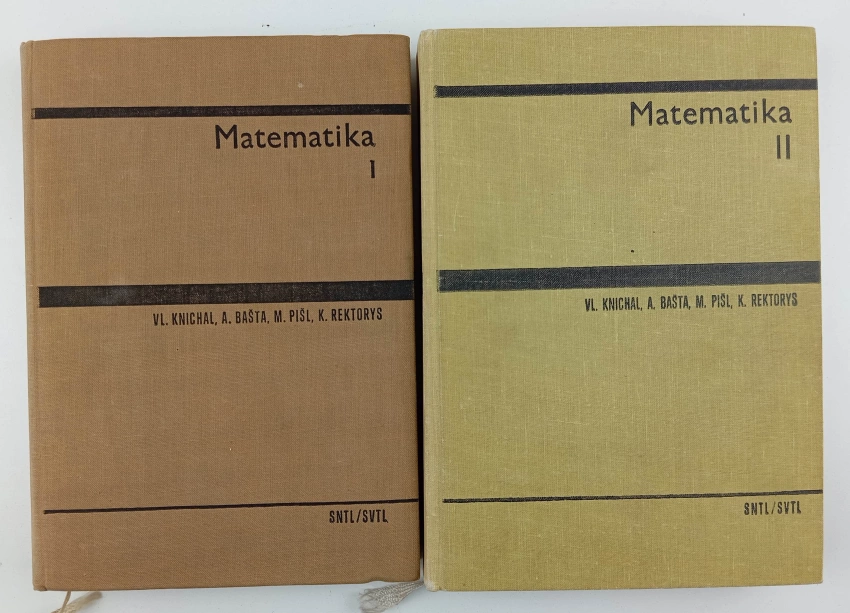 Matematika
I
VL. KNICHAL, A. BAŠTA, M. PIŠL, K. REKTORYS
SNTL/SVTL
Matematika
II
VL. KNICHAL, A. BAŠTA, M. PIŠL, K. REKTORYS
SNTL/SVTL